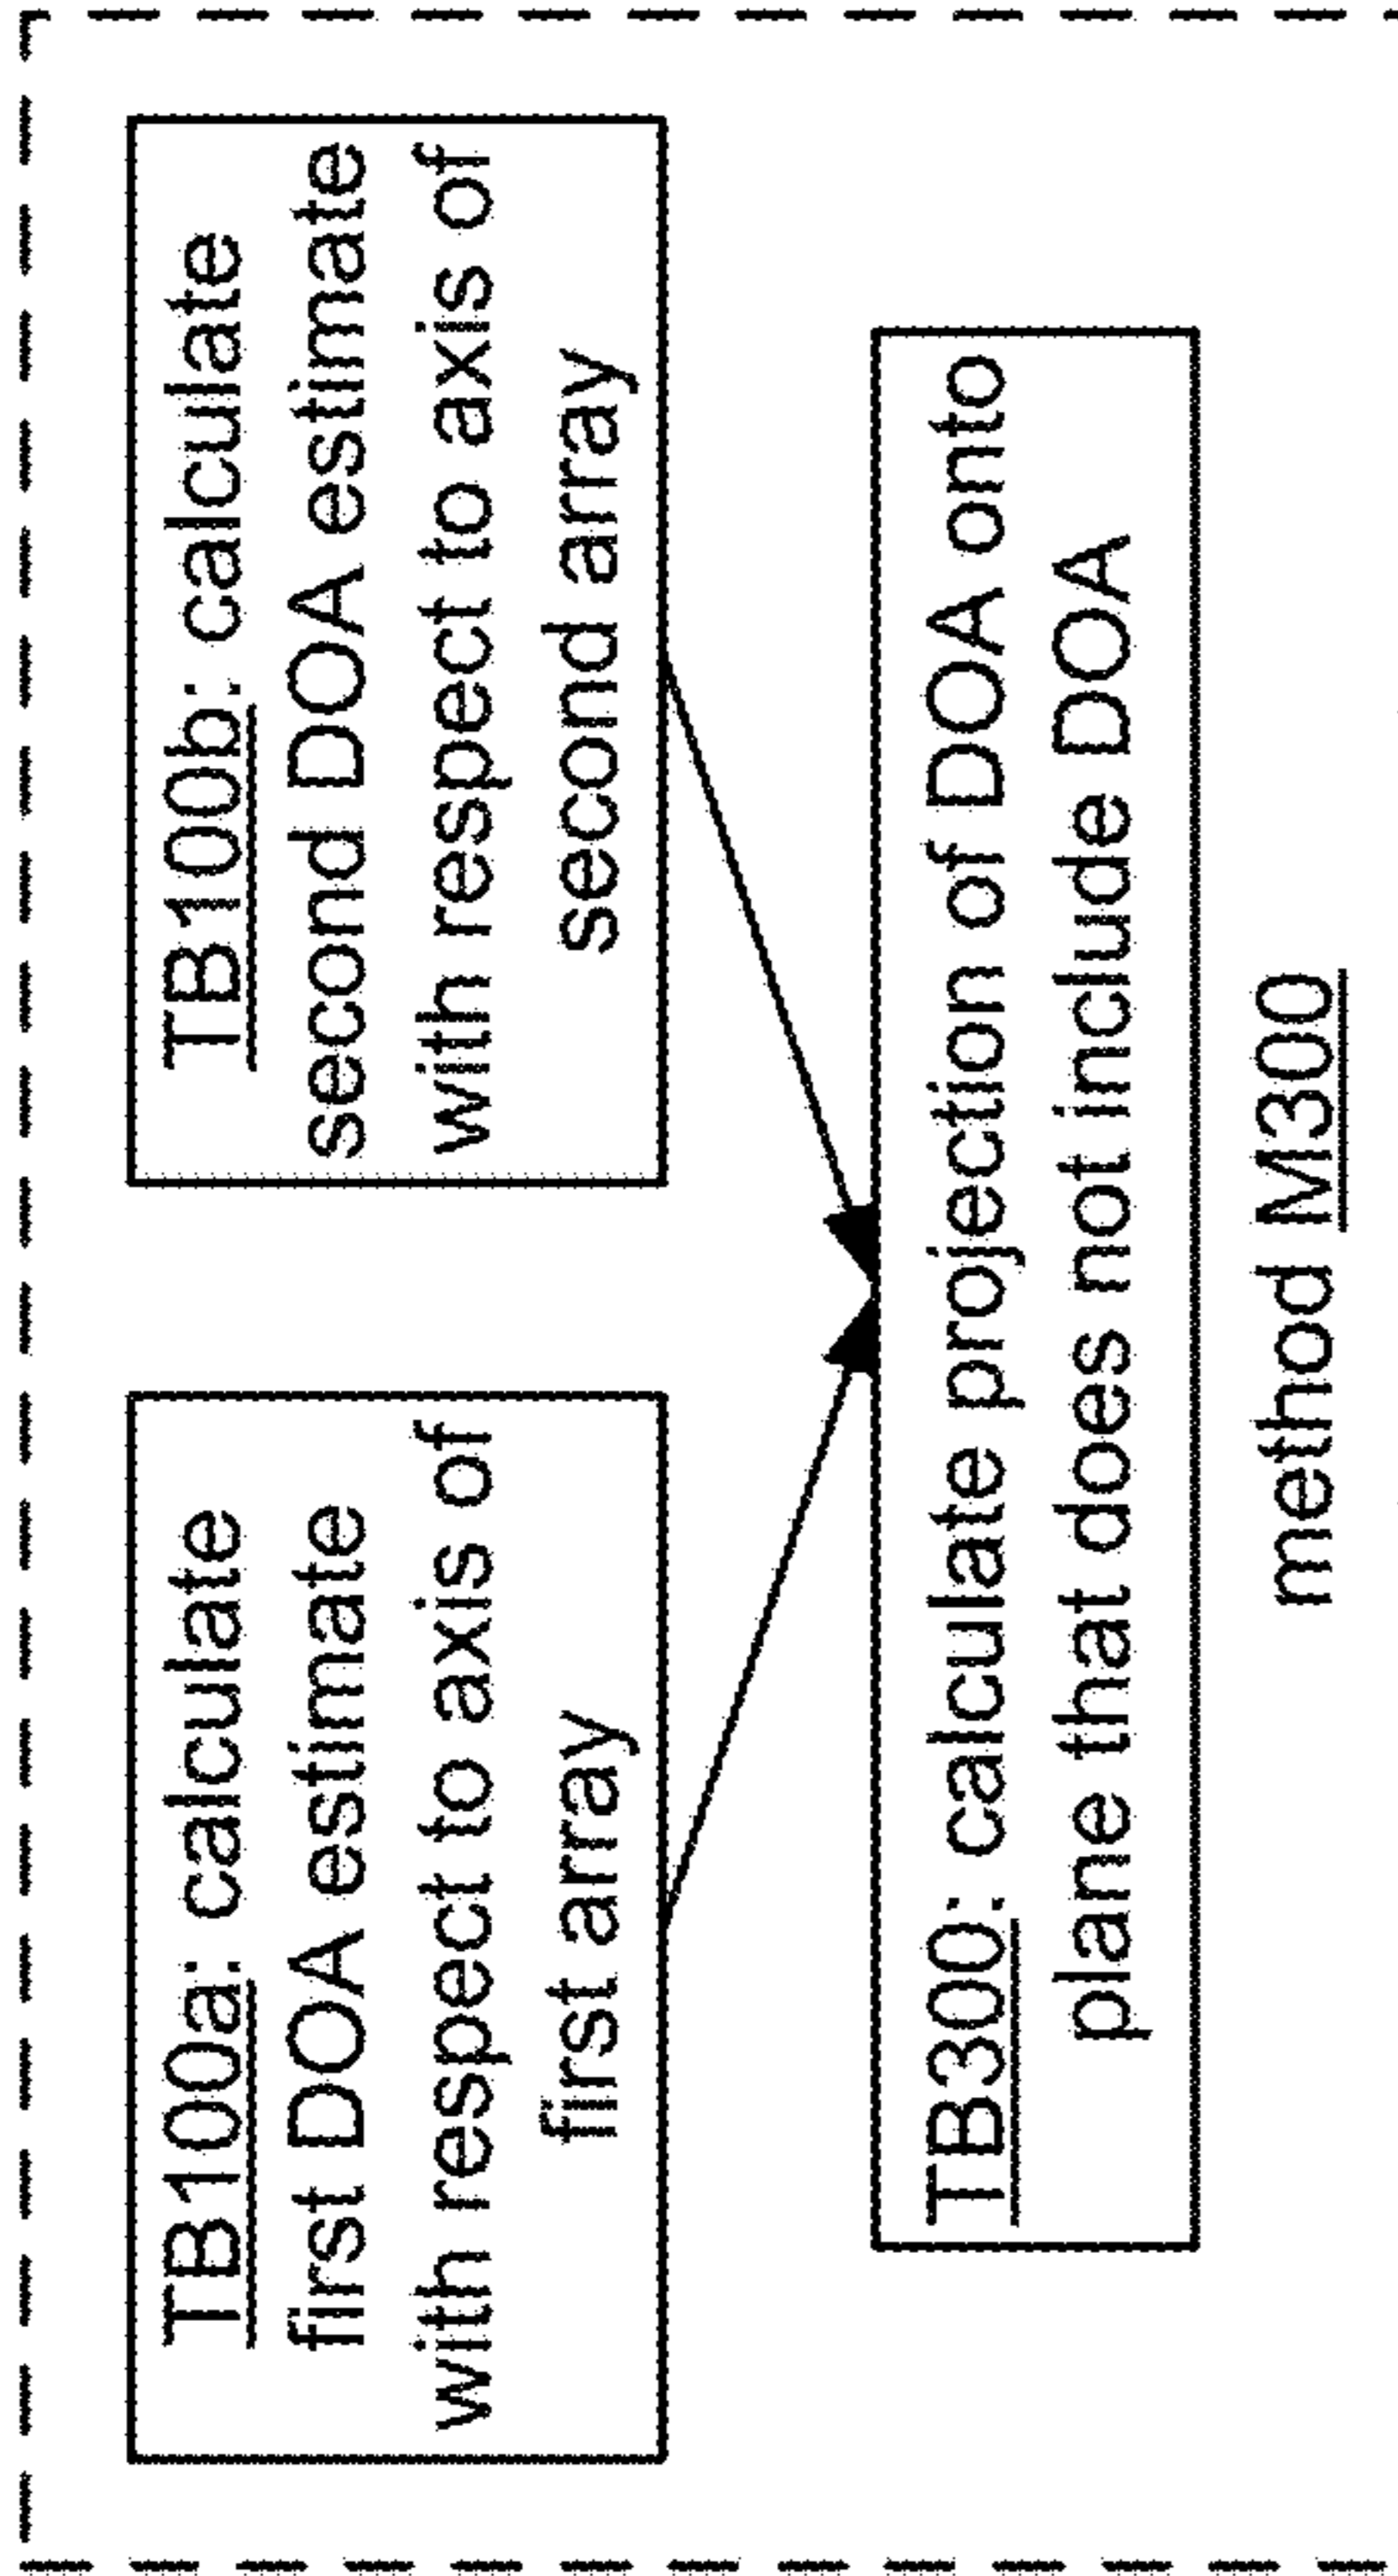 TB100a: calculate
first DOA estimate
with respect to axis of
first array
TB100b: calculate
second DOA estimate
with respect to axis of
second array
TB300: calculate projection of DOA onto
plane that does not include DOA
method M300